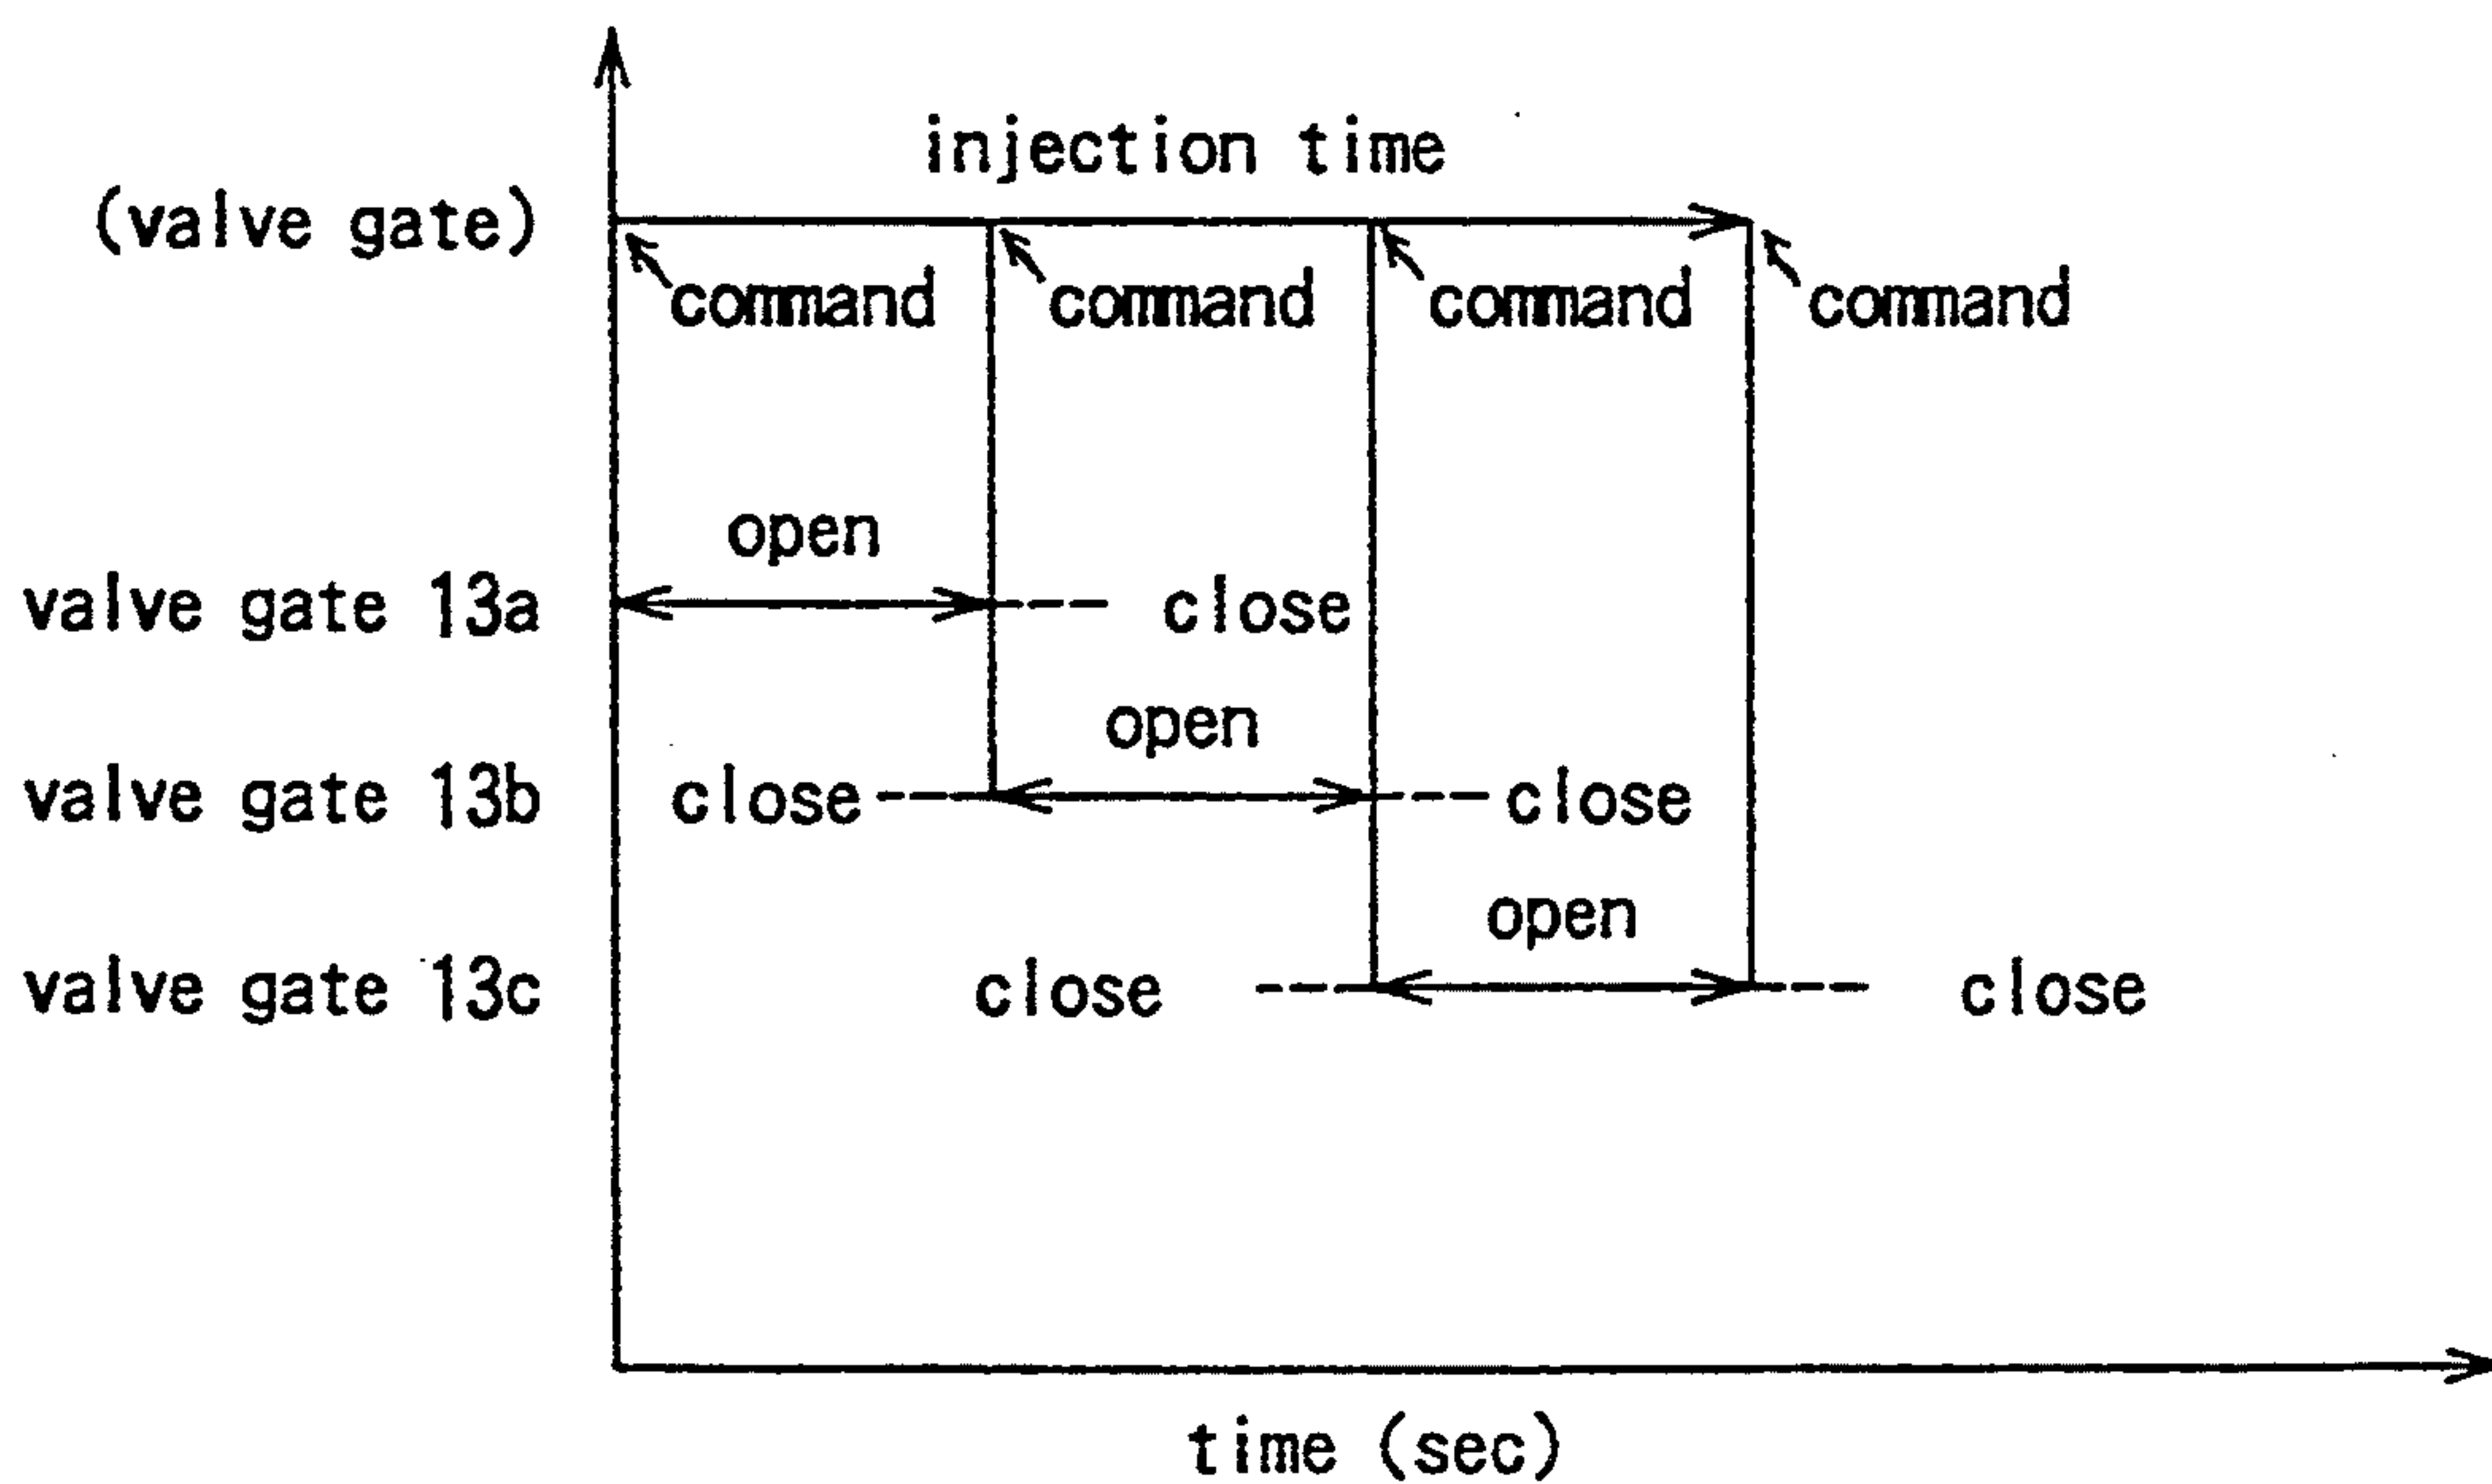 injection time
(valve gate)
command command command command
open
valve gate 13a close
open
valve gate 13b close close
open
valve gate 13c close close
time (sec)